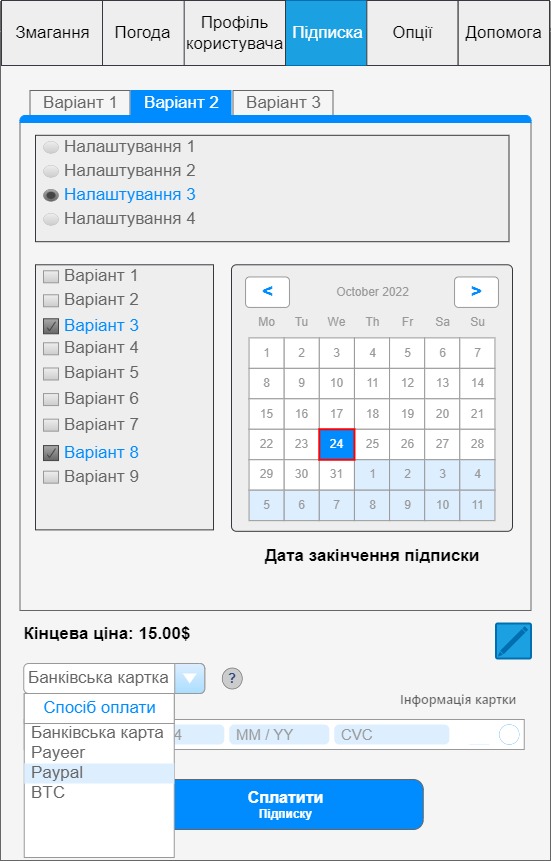 Змагання
Погода
Профіль
користувача
Підписка
Опції
Допомога
Варіант 1
Варіант 2
Варіант 3
Налаштування 1
Налаштування 2
Налаштування 3
Налаштування 4
Варіант 1
Варіант 2
Варіант 3
Варіант 4
Варіант 5
Варіант 6
Варіант 7
Варіант 8
Варіант 9
< October 2022 >
Mo Tu We Th Fr Sa Su
1 2 3 4 5 6 7
8 9 10 11 12 13 14
15 16 17 18 19 20 21
22 23 24 25 26 27 28
29 30 31 1 2 3 4
5 6 7 8 9 10 11
Дата закінчення підписки
Кінцева ціна: 15.00$
Банківська картка
?
Інформація картки
Спосіб оплати
Банківська карта
Payeer
Paypal
BTC
4
MM / YY
CVC
Сплатити
Підписку